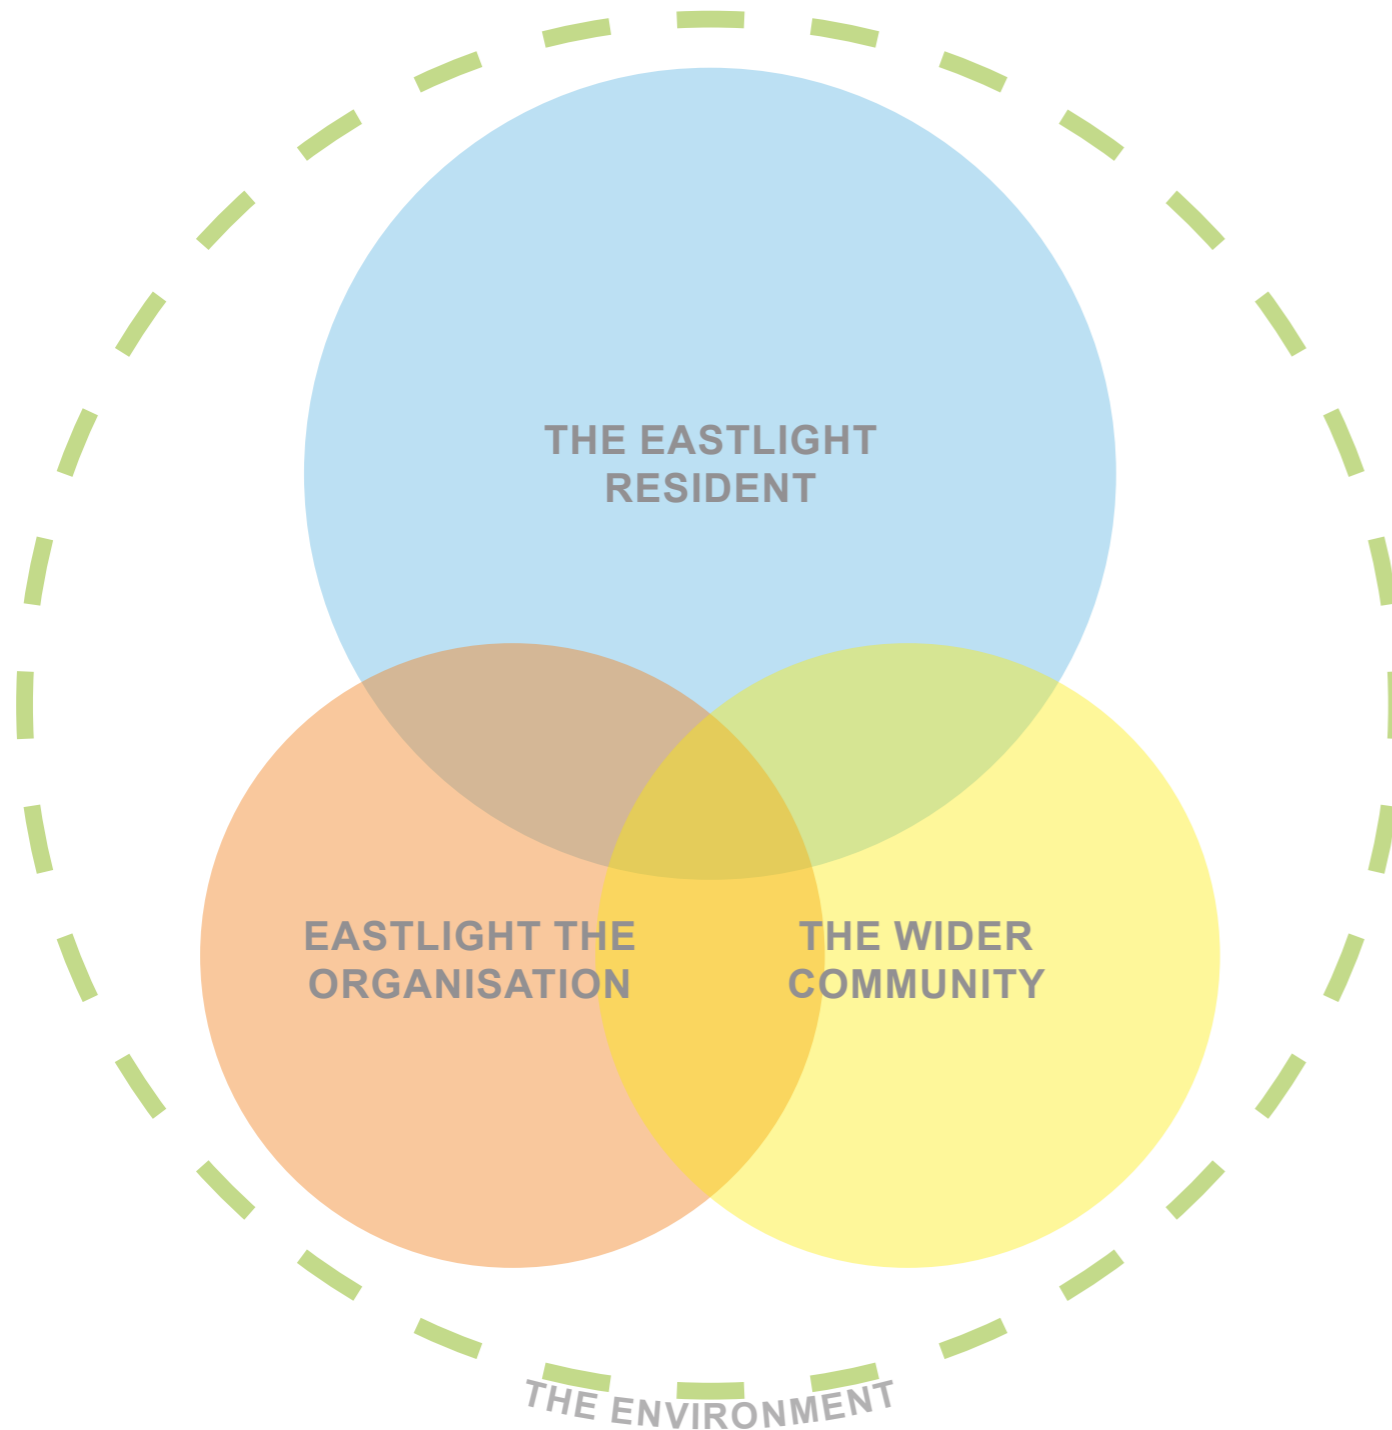 THE EASTLIGHT
RESIDENT
EASTLIGHT THE
ORGANISATION
THE WIDER
COMMUNITY
THE ENVIRONMENT